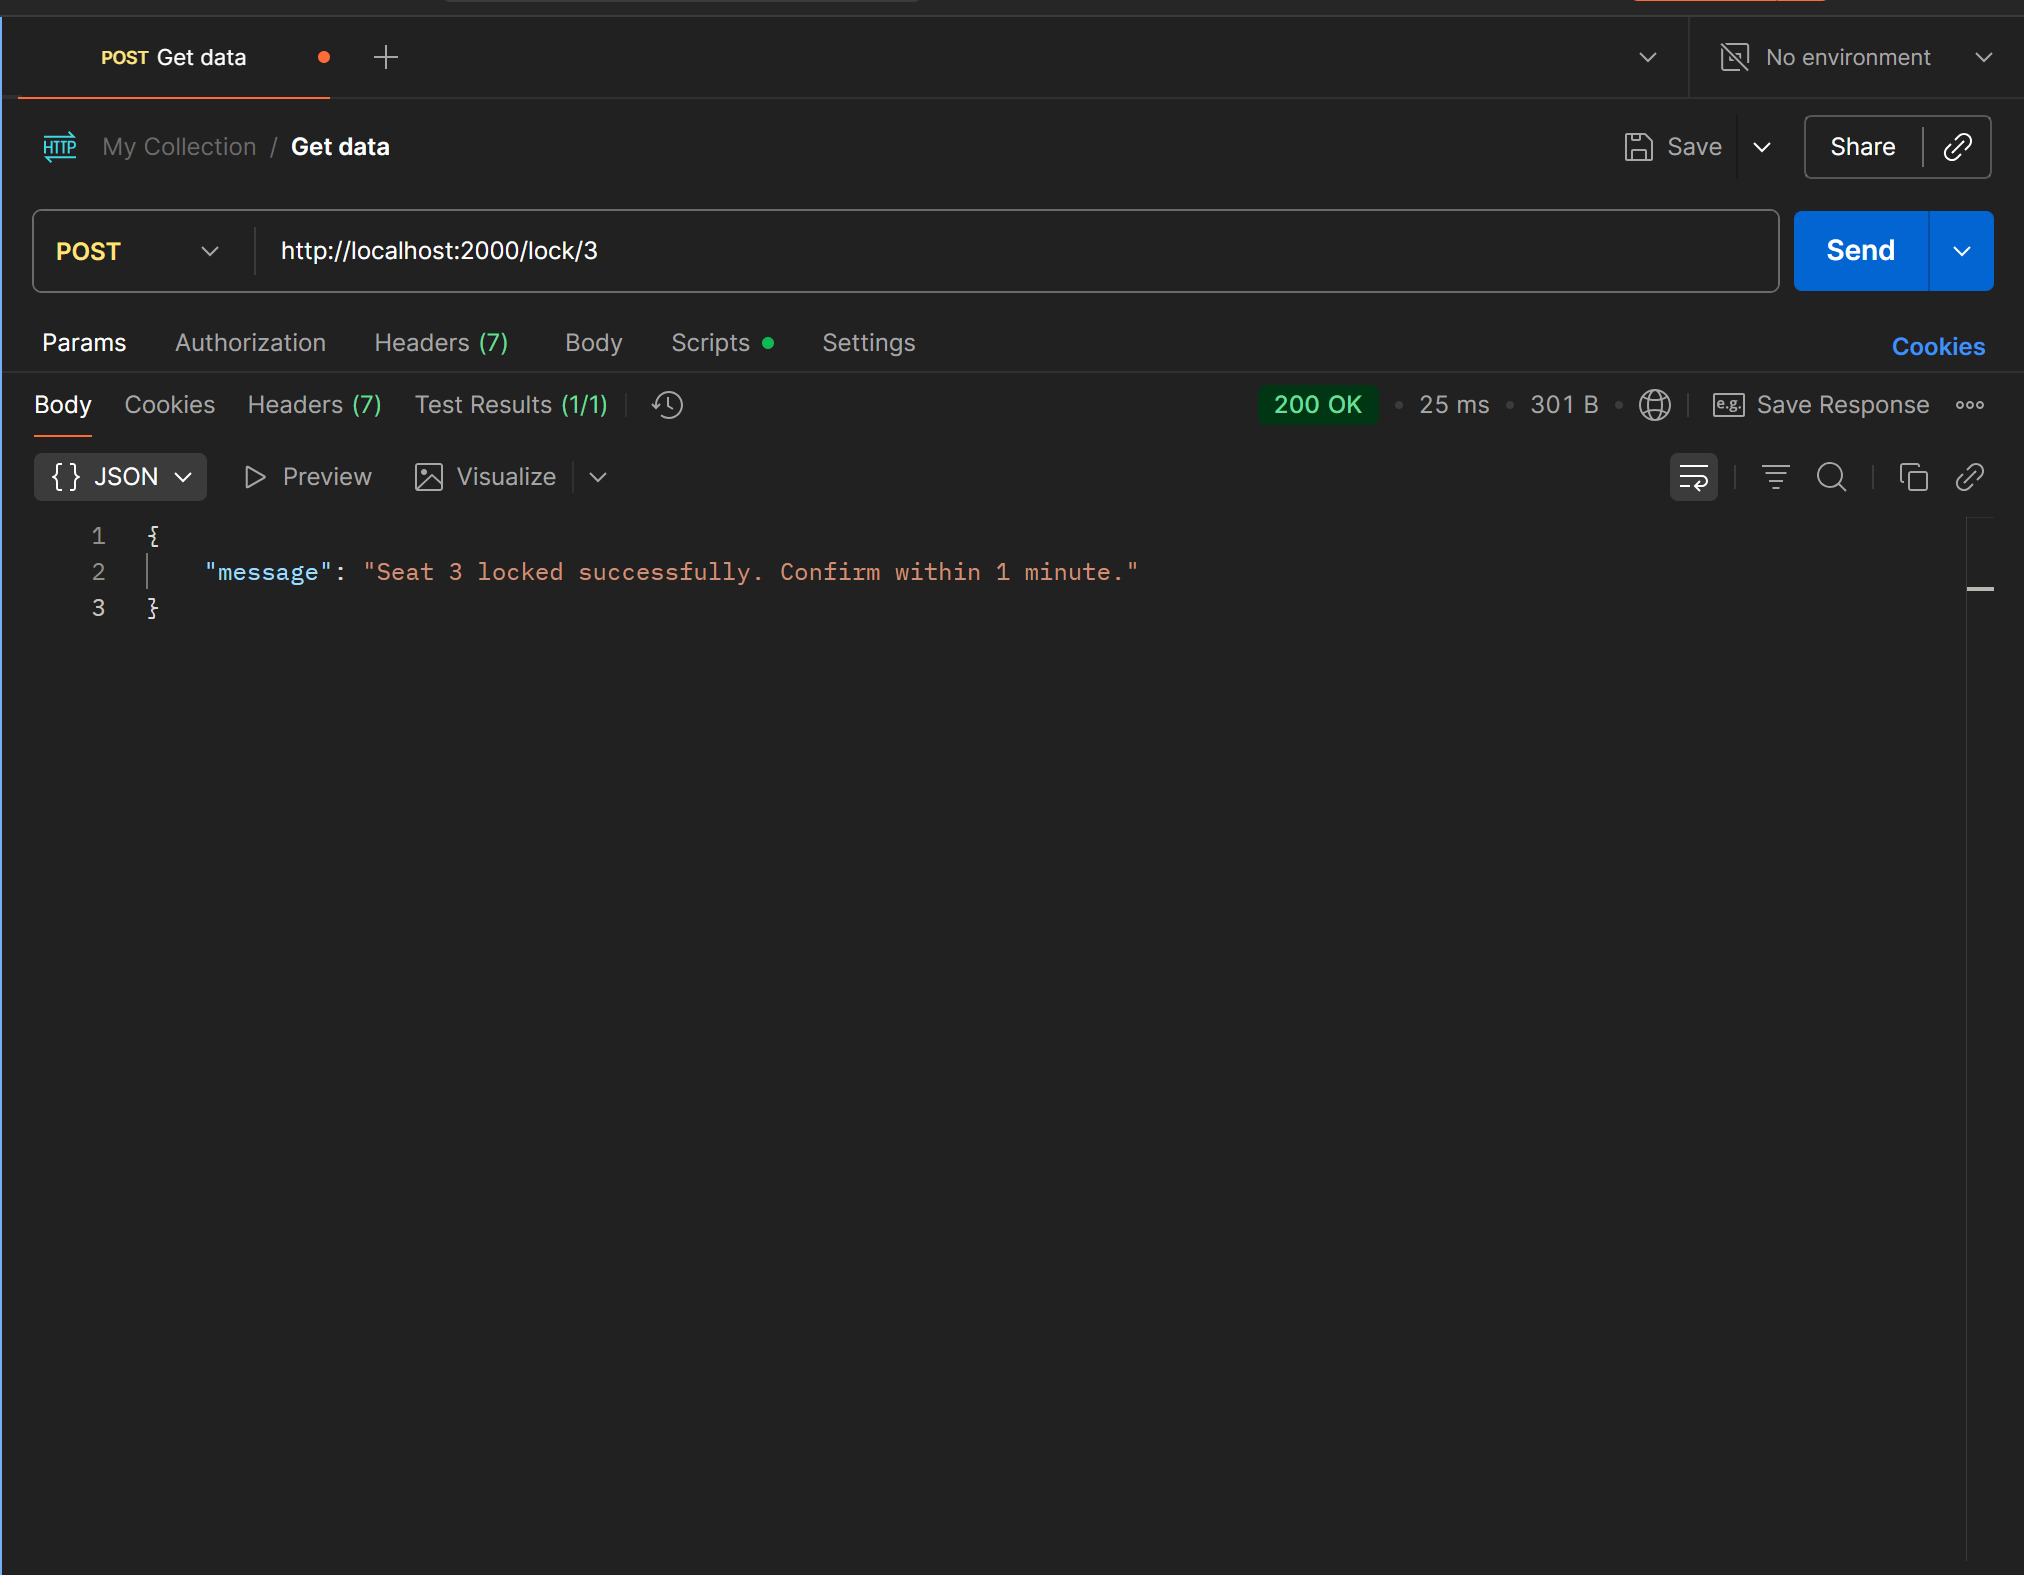 POST Get data
No environment
HTTP My Collection / Get data
Save
Share
POST
http://localhost:2000/lock/3
Send
Params Authorization Headers (7) Body Scripts Settings
Cookies
Body Cookies Headers (7) Test Results (1/1)
200 OK • 25 ms • 301 B •
e.g. Save Response
{ } JSON Preview Visualize
1 {
2 "message": "Seat 3 locked successfully. Confirm within 1 minute."
3 }